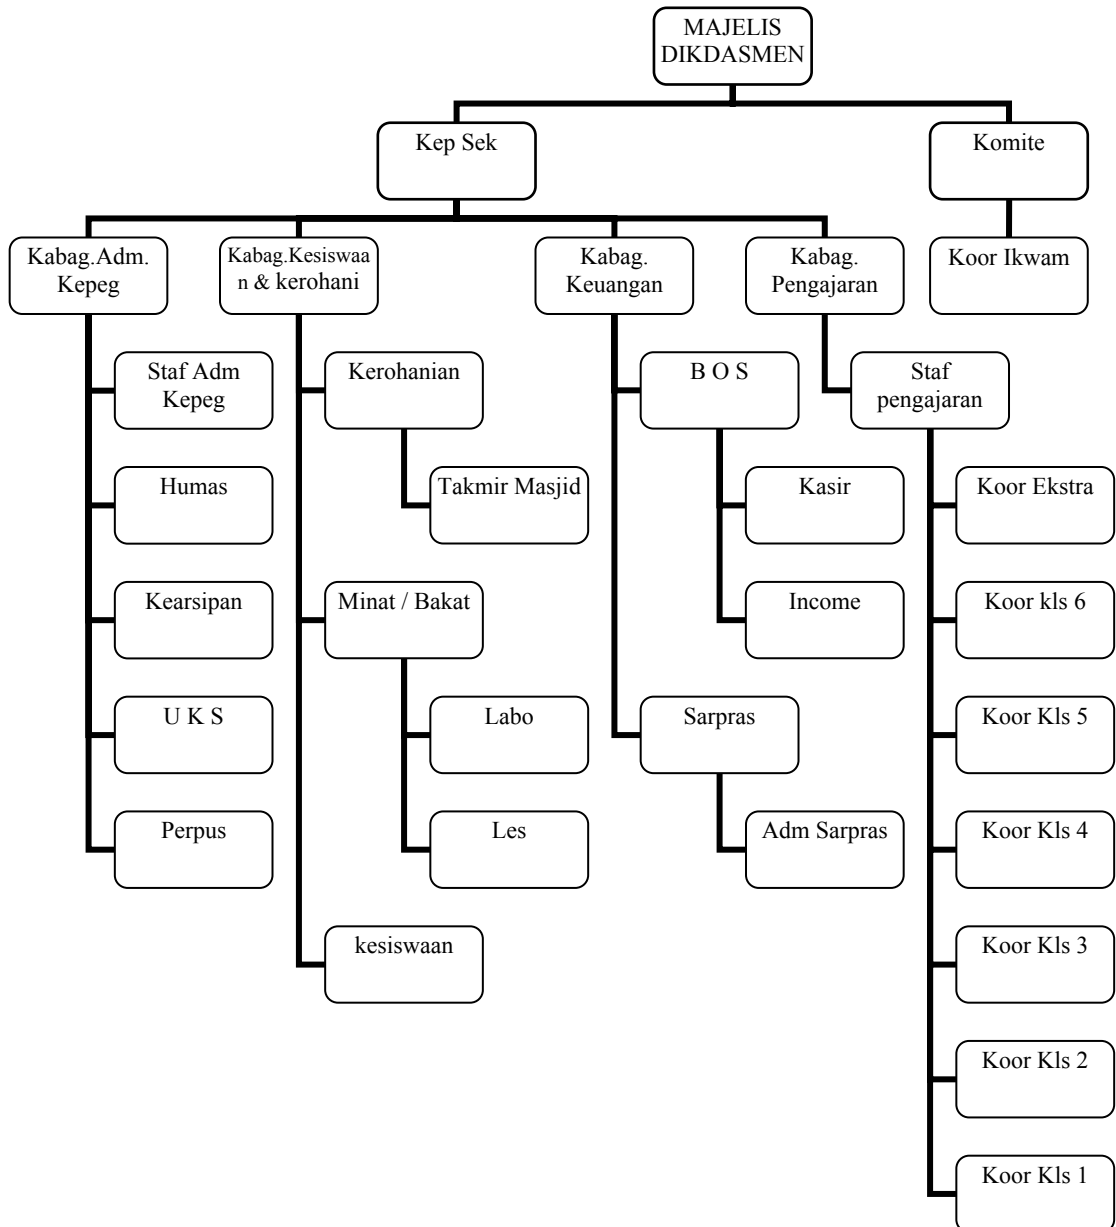 MAJELIS
DIKDASMEN
Kep Sek
Komite
Kabag.Adm.
Kepeg
Kabag.Kesiswaa
n & kerohani
Kabag.
Keuangan
Kabag.
Pengajaran
Koor Ikwam
Staf Adm
Kepeg
Kerohanian
B O S
Staf
pengajaran
Humas
Takmir Masjid
Kasir
Koor Ekstra
Kearsipan
Minat / Bakat
Income
Koor kls 6
U K S
Labo
Sarpras
Koor Kls 5
Perpus
Les
Adm Sarpras
Koor Kls 4
kesiswaan
Koor Kls 3
Koor Kls 2
Koor Kls 1